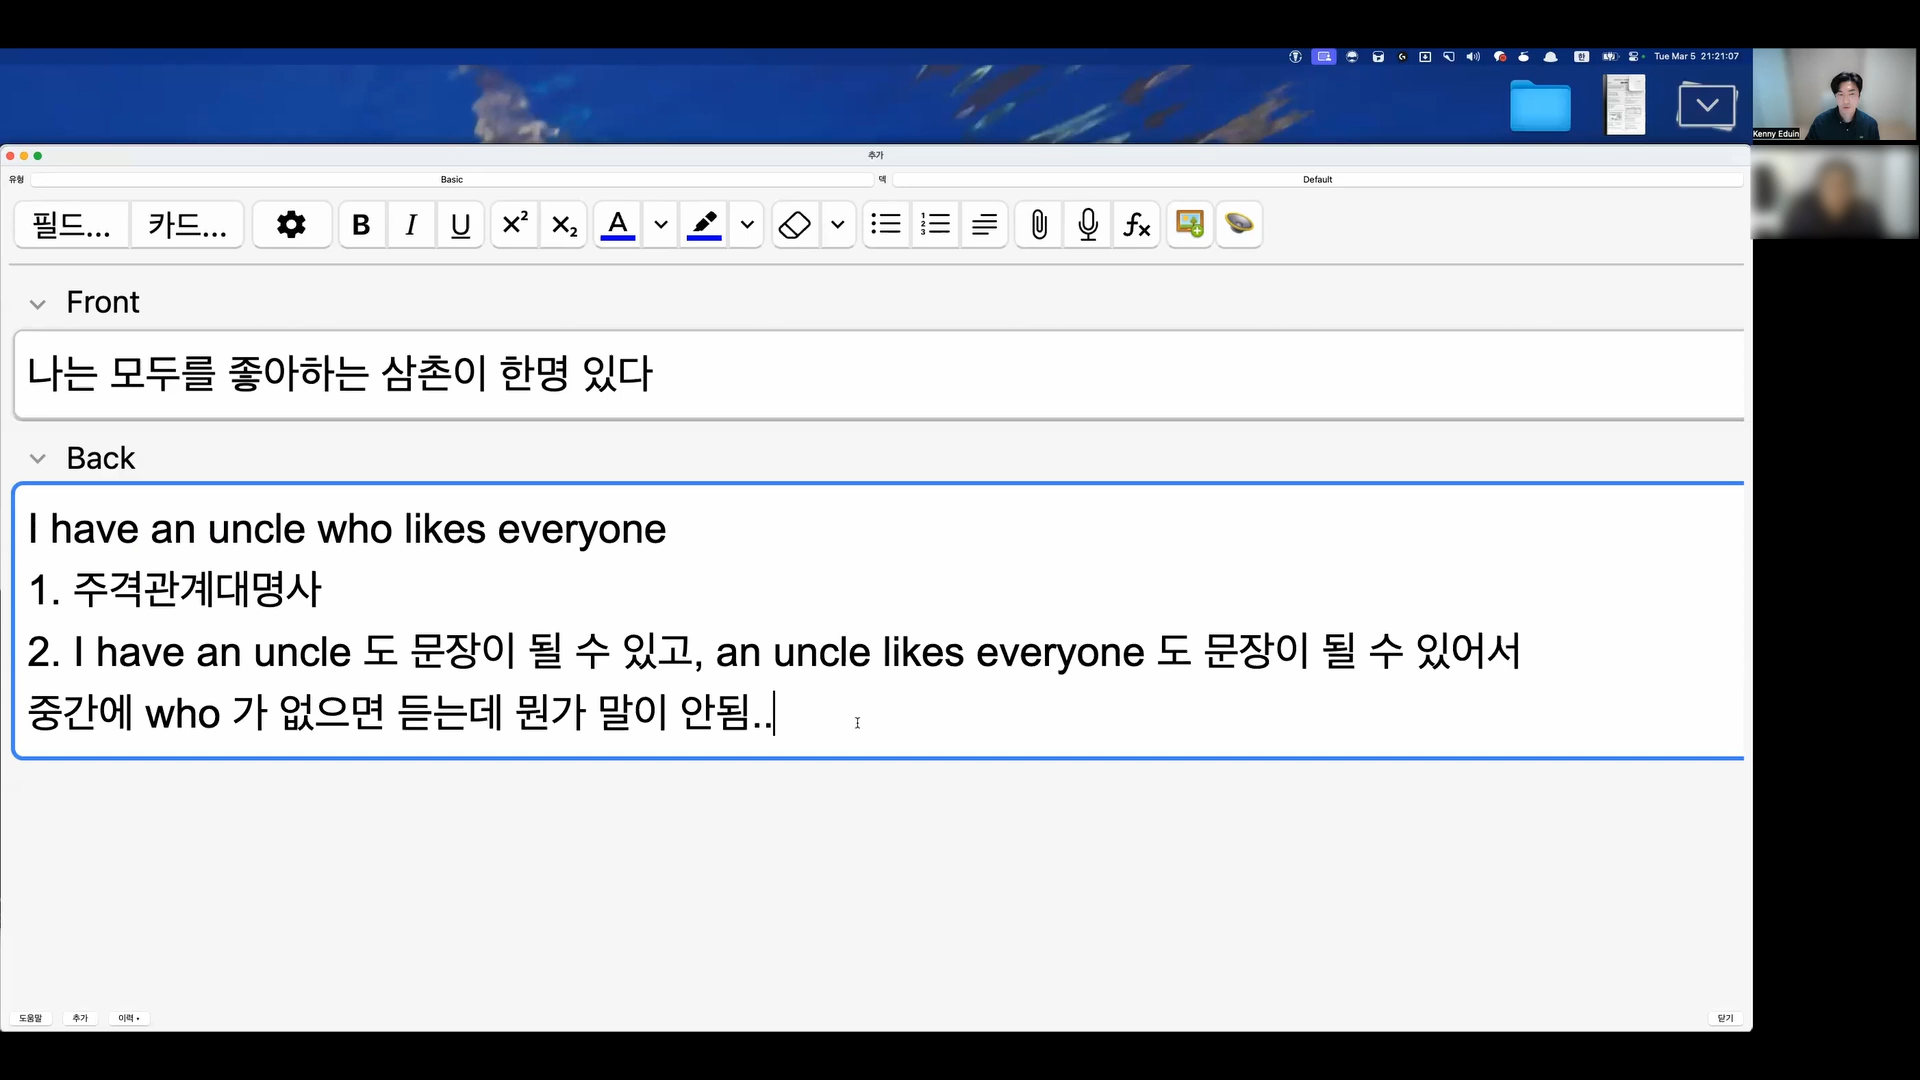 Tue Mar 5 21:21:07
Kenny Eduin
추가
유형
Basic
덱
Default
필드...
카드...
Front
나는 모두를 좋아하는 삼촌이 한명 있다
Back
I have an uncle who likes everyone
1. 주격관계대명사
2. I have an uncle 도 문장이 될 수 있고, an uncle likes everyone 도 문장이 될 수 있어서
중간에 who 가 없으면 듣는데 뭔가 말이 안됨..
도움말
추가
이력
닫기